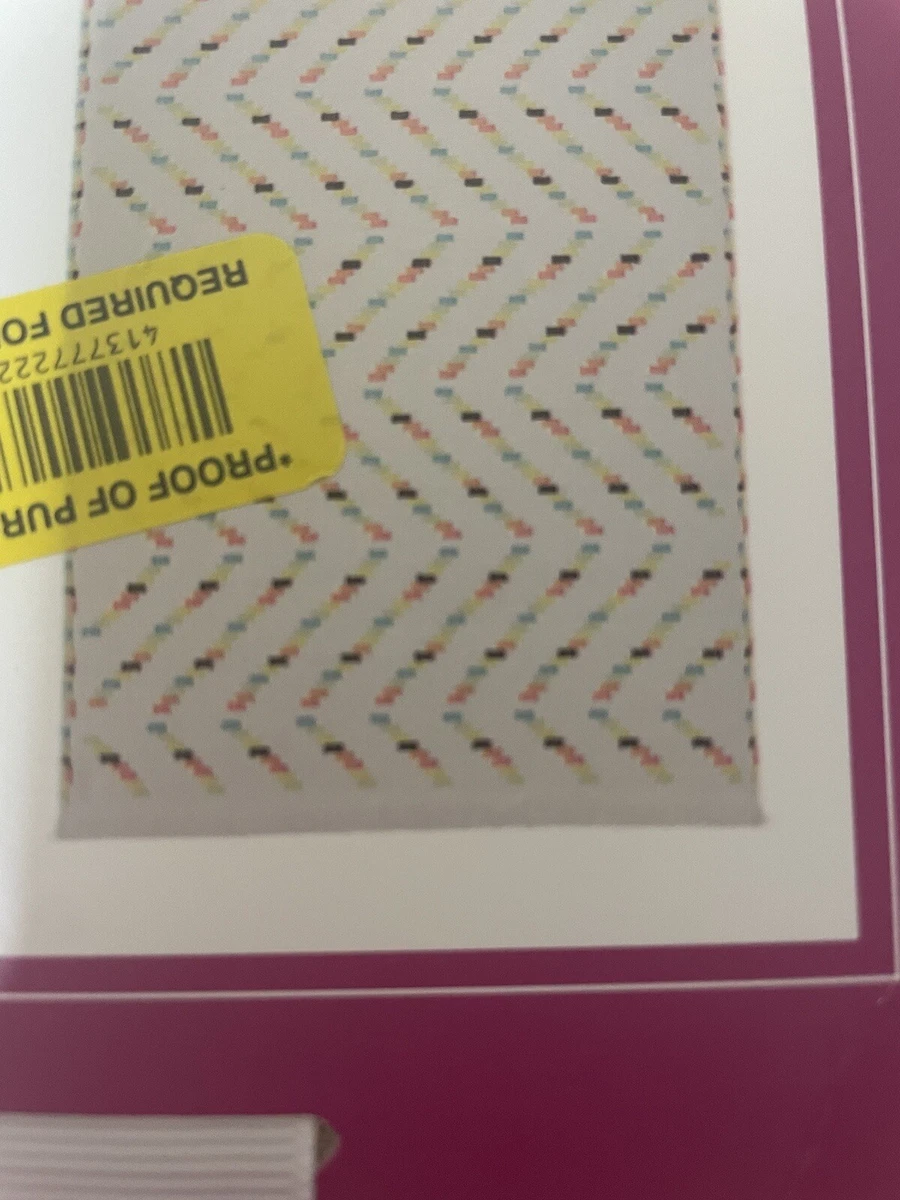 *PROOF OF PUR
41377722
REQUIRED FO